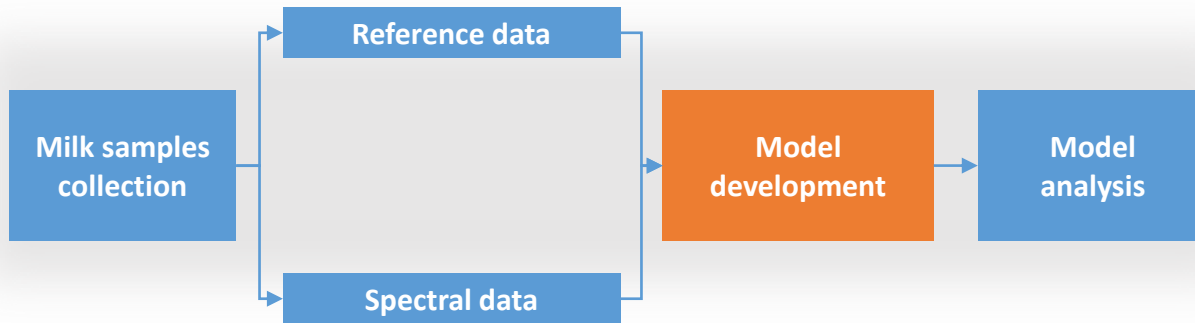 Reference data
Milk samples
collection
Model
development
Model
analysis
Spectral data